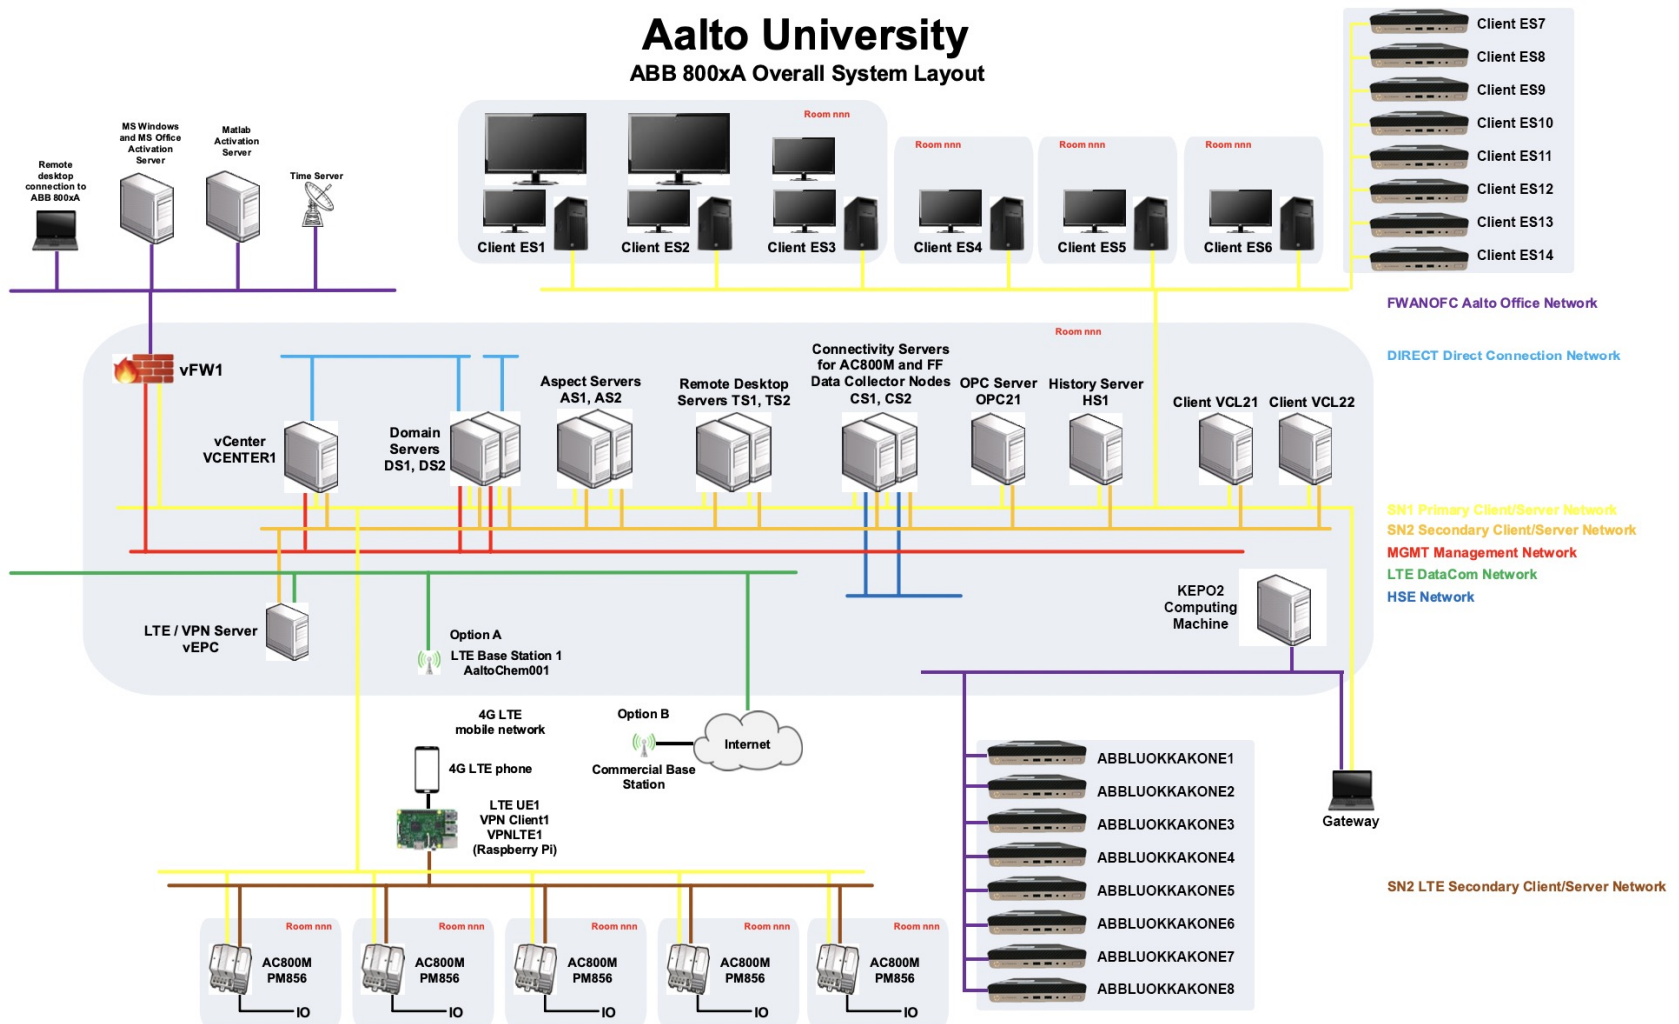 Aalto University
ABB 800xA Overall System Layout
Client ES7
Client ES8
Client ES9
Client ES10
Client ES11
Client ES12
Client ES13
Client ES14
MS Windows
and MS Office
Activation
Server
Matlab
Activation
Server
Remote
desktop
connection to
ABB 800xA
Time Server
Room nnn
Room nnn
Room nnn
Room nnn
Client ES1
Client ES2
Client ES3
Client ES4
Client ES5
Client ES6
FWANOFC Aalto Office Network
DIRECT Direct Connection Network
Room nnn
vFW1
vCenter
VCENTER1
Domain
Servers
DS1, DS2
Aspect Servers
AS1, AS2
Remote Desktop
Servers TS1, TS2
Connectivity Servers
for AC800M and FF
Data Collector Nodes
CS1, CS2
OPC Server
OPC21
History Server
HS1
Client VCL21
Client VCL22
SN1 Primary Client/Server Network
SN2 Secondary Client/Server Network
MGMT Management Network
LTE DataCom Network
HSE Network
LTE / VPN Server
vEPC
Option A
LTE Base Station 1
AaltoChem001
KEPO2
Computing
Machine
4G LTE
mobile network
Option B
Internet
Commercial Base
Station
4G LTE phone
LTE UE1
VPN Client1
VPNLTE1
(Raspberry Pi)
ABBLUOKKAKONE1
ABBLUOKKAKONE2
ABBLUOKKAKONE3
ABBLUOKKAKONE4
ABBLUOKKAKONE5
ABBLUOKKAKONE6
ABBLUOKKAKONE7
ABBLUOKKAKONE8
Gateway
SN2 LTE Secondary Client/Server Network
Room nnn
AC800M
PM856
IO
Room nnn
AC800M
PM856
IO
Room nnn
AC800M
PM856
IO
Room nnn
AC800M
PM856
IO
Room nnn
AC800M
PM856
IO